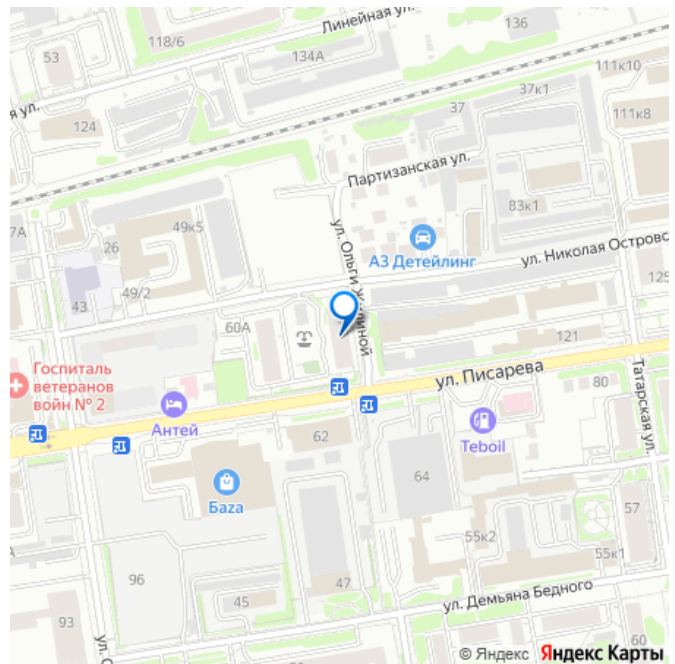 Линейная ул.
136
118/6
134А
53
111к10
37к1
я ул.
124
37
111к8
Партизанская ул.
83к1
49к5
7А
26
ул. Ольги Ж
линой
А3 Детейлинг
ул. Николая Островс
125
49/2
43
60А
121
Госпиталь
ветеранов
войн № 2
ул. Писарева
80
Татарская ул.
Антей
62
Teboil
64
Баza
57
55к2
55к1
96
47
45
ул. Демьяна Бедного
93
60
ул. С
© Яндекс Яндекс Карты